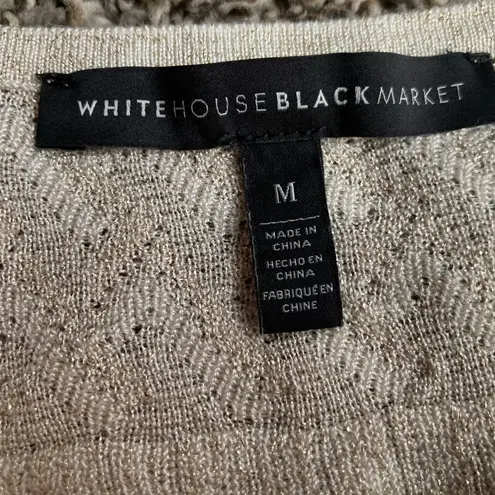 WHITEHOUSEBLACKMARKET
M
MADE IN
CHINA
HECHO EN
CHINA
FABRIQUÉ EN
CHINE